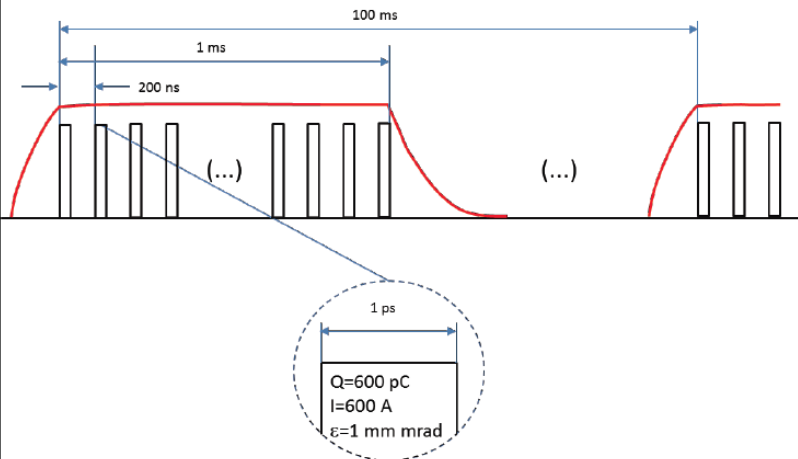 100 ms
1 ms
200 ns
(...)
(...)
1 ps
Q=600 pC
I=600 A
ε=1 mm mrad